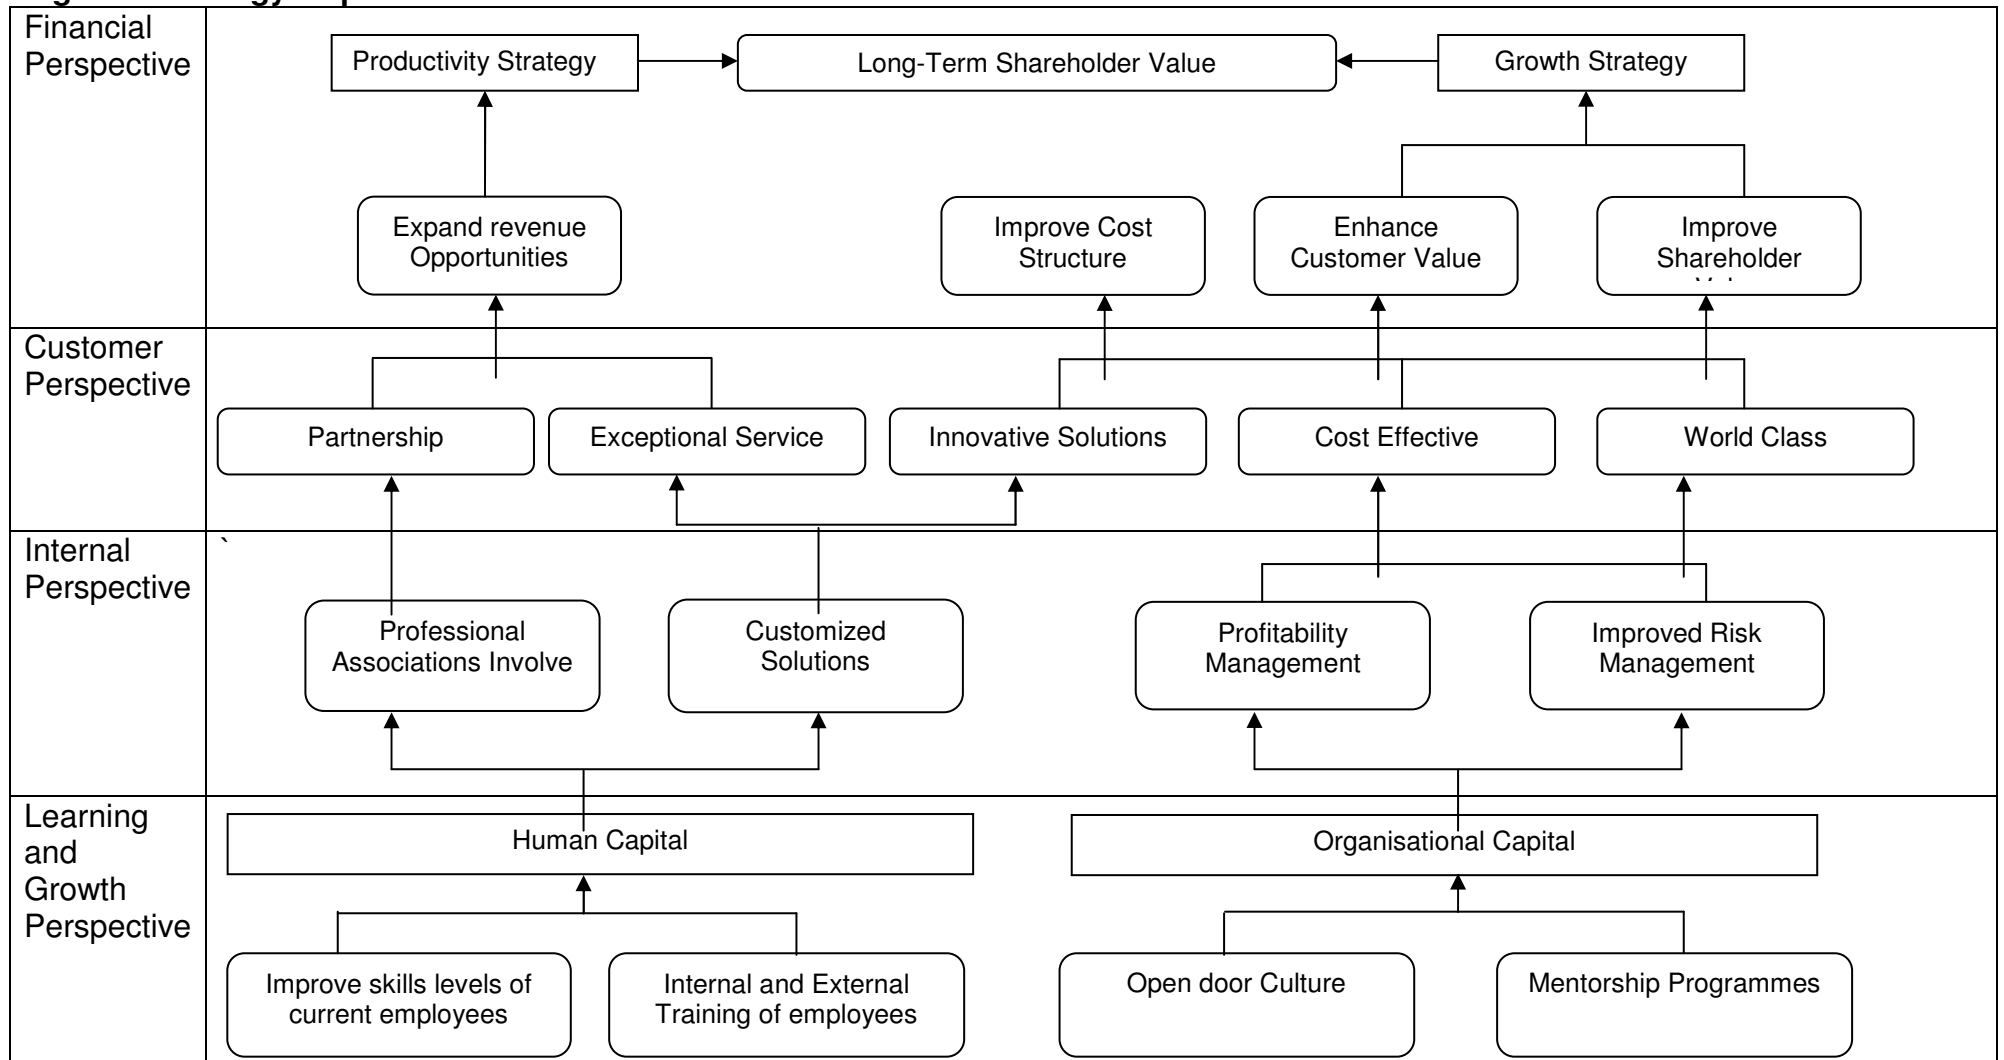 Financial
Perspective
Productivity Strategy
Long-Term Shareholder Value
Growth Strategy
Expand revenue
Opportunities
Improve Cost
Structure
Enhance
Customer Value
Improve
Shareholder
Customer
Perspective
Partnership
Exceptional Service
Innovative Solutions
Cost Effective
World Class
Internal
Perspective
`
Professional
Associations Involve
Customized
Solutions
Profitability
Management
Improved Risk
Management
Learning
and
Growth
Perspective
Human Capital
Organisational Capital
Improve skills levels of
current employees
Internal and External
Training of employees
Open door Culture
Mentorship Programmes